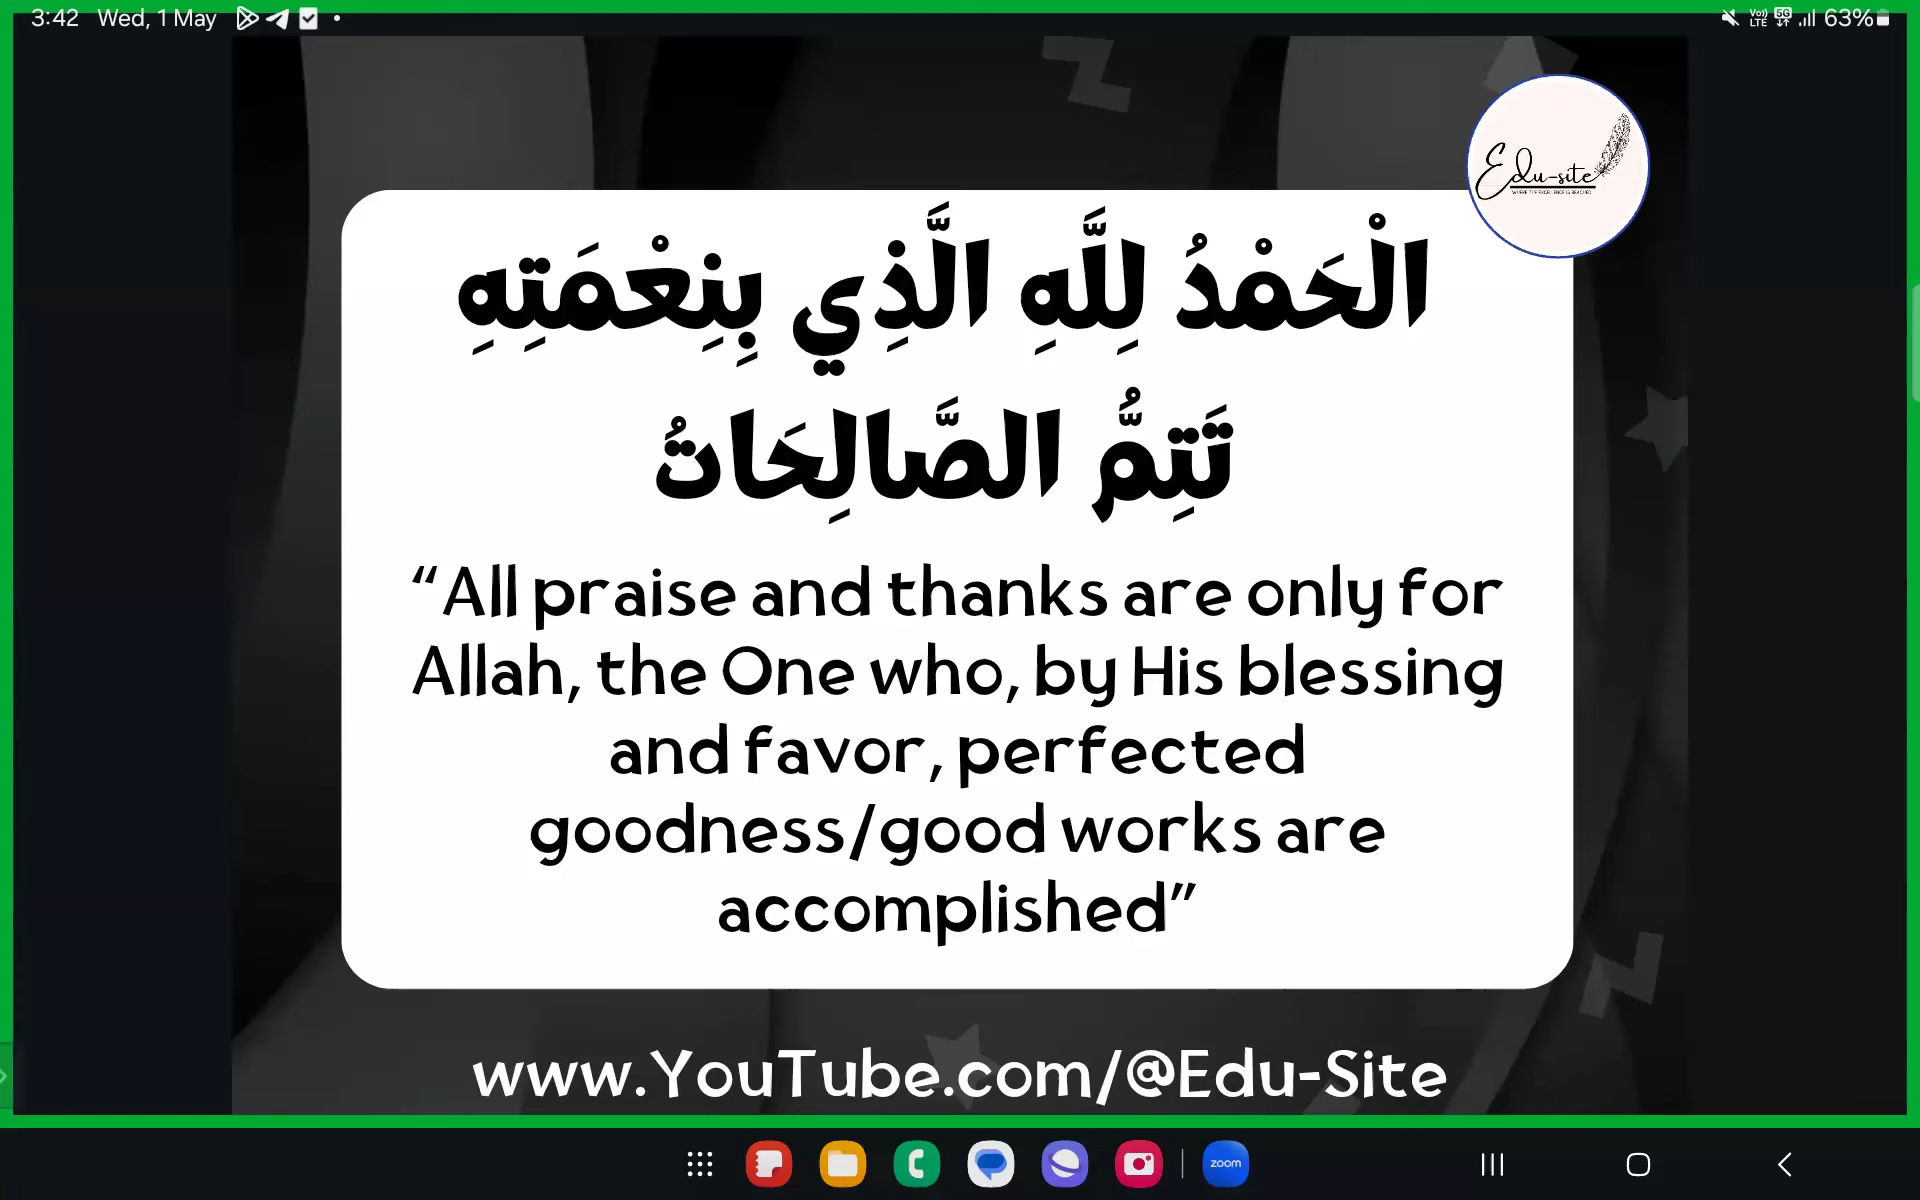 3:42 Wed, 1 May
63%
Edu-site
الْحَمْدُ لِلَّهِ الَّذِي بِنِعْمَتِهِ
تَتِمُّ الصَّالِحَاتُ
“All praise and thanks are only for
Allah, the One who, by His blessing
and favor, perfected
goodness/good works are
accomplished”
www.YouTube.com/@Edu-Site
zoom